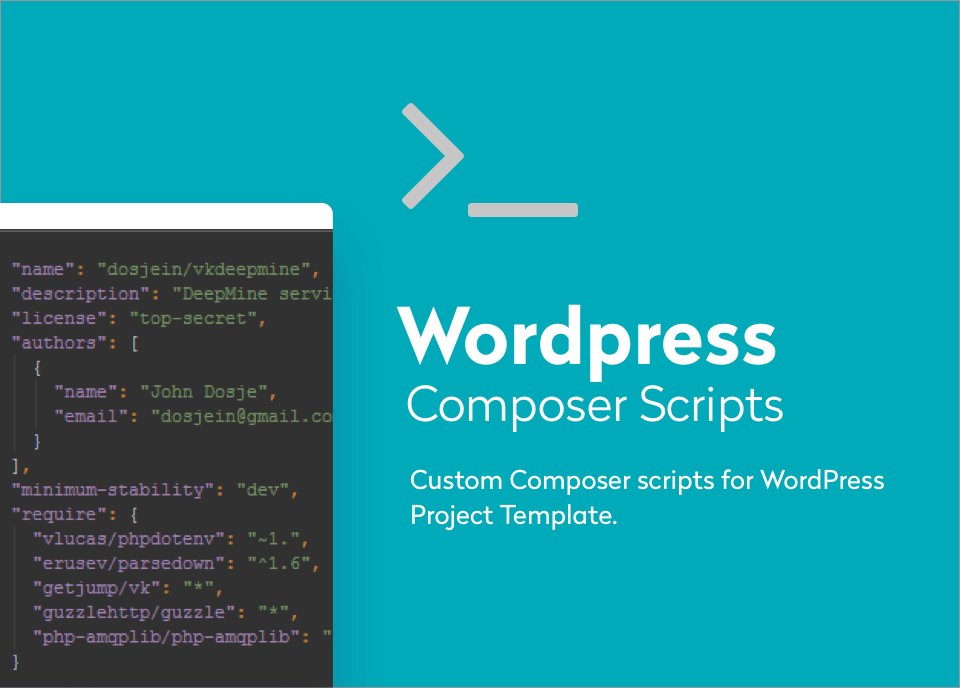 "name": "dosjein/vkdeepmine",
"description": "DeepMine servi
"license": "top-secret",
"authors": [
{
"name": "John Dosje",
"email": "dosjein@gmail.co
}
],
"minimum-stability": "dev",
"require": {
"vlucas/phpdotenv": "~1.",
"erusev/parsedown": "^1.6",
"getjump/vk": "*",
"guzzlehttp/guzzle": "*",
"php-amqplib/php-amqplib": "
}
>_
Wordpress
Composer Scripts
Custom Composer scripts for WordPress
Project Template.